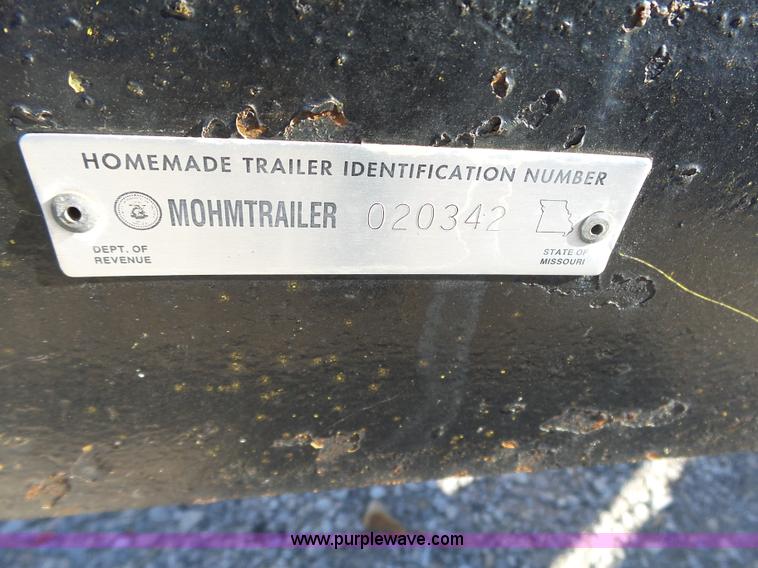 HOMEMADE TRAILER IDENTIFICATION NUMBER
MOHMTRAILER 020342
DEPT. OF
REVENUE
STATE OF
MISSOURI
www.purplewave.com